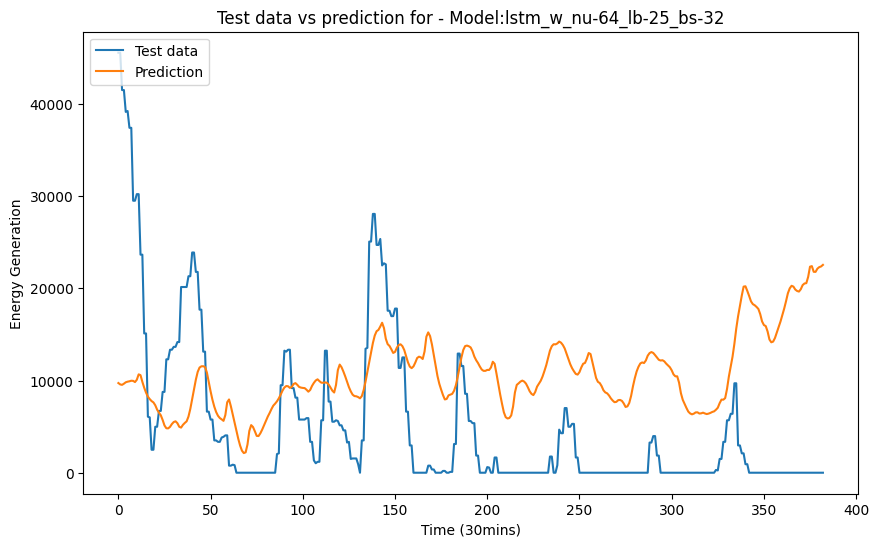 Test data vs prediction for - Model:lstm_w_nu-64_lb-25_bs-32
Test data
Prediction
40000
30000
20000
10000
0
Energy Generation
0 50 100 150 200 250 300 350 400
Time (30mins)